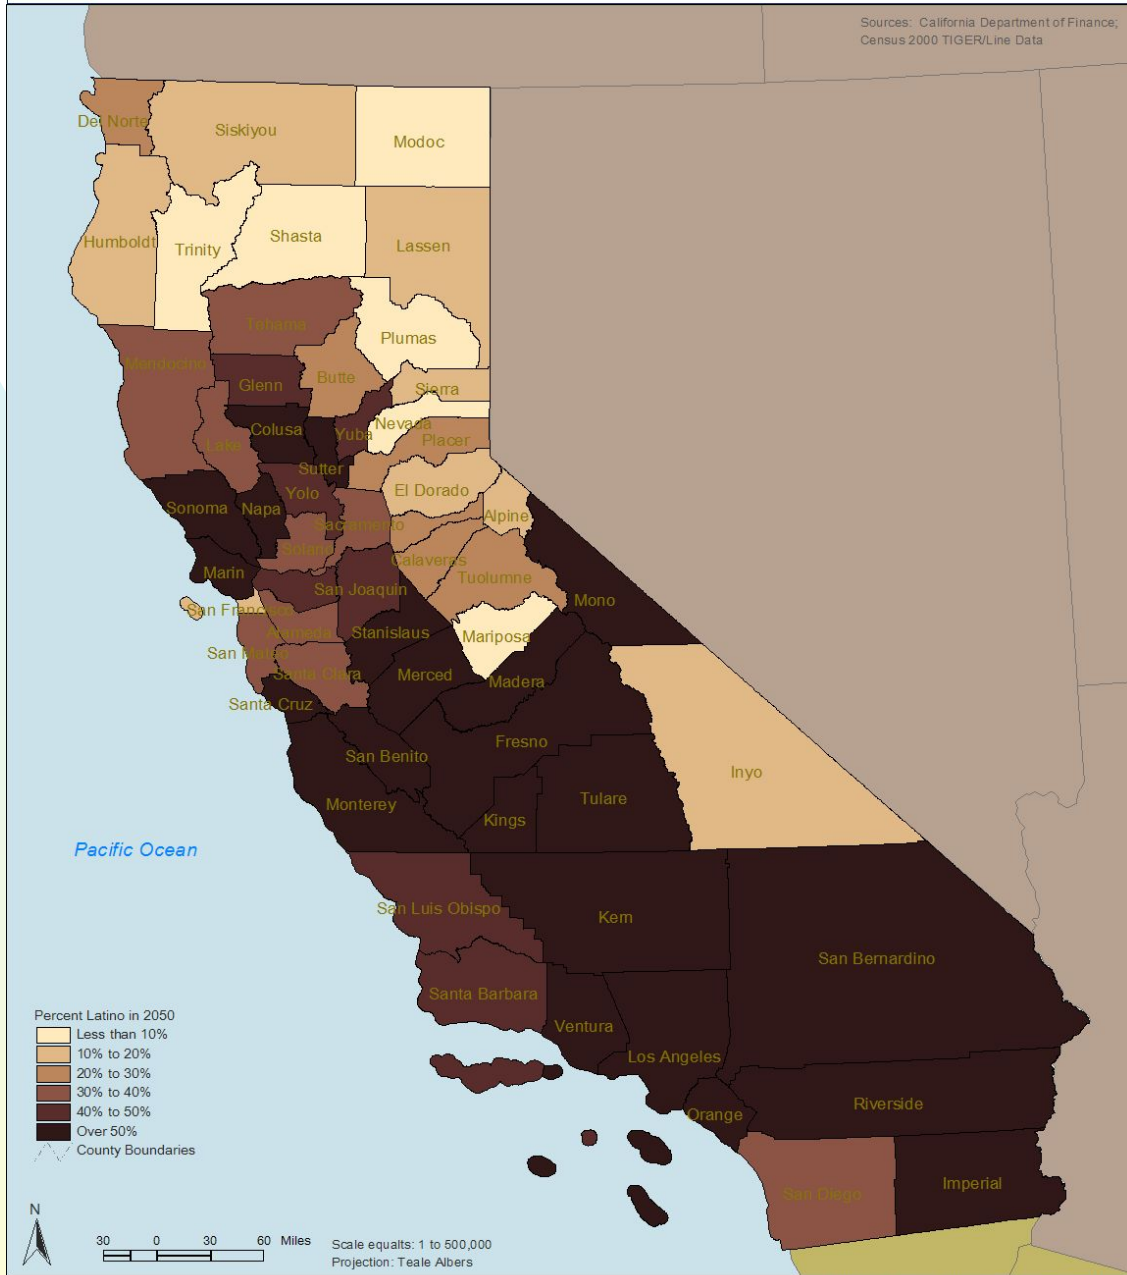 Sources: California Department of Finance;
Census 2000 TIGER/Line Data
Del Norte
Siskiyou
Modoc
Humboldt
Trinity
Shasta
Lassen
Tehama
Plumas
Mendocino
Glenn
Butte
Sierra
Colusa
Lake
Yuba
Nevada
Placer
Sutter
Yolo
El Dorado
Sonoma
Napa
Sacramento
Alpine
Solano
Calaveras
Marin
San Joaquin
Tuolumne
San Francisco
Alameda
Stanislaus
Mono
Mariposa
San Mateo
Santa Clara
Merced
Madera
Santa Cruz
San Benito
Fresno
Inyo
Monterey
Kings
Tulare
Pacific Ocean
San Luis Obispo
Kern
San Bernardino
Santa Barbara
Ventura
Los Angeles
Orange
Riverside
San Diego
Imperial
Percent Latino in 2050
Less than 10%
10% to 20%
20% to 30%
30% to 40%
40% to 50%
Over 50%
County Boundaries
N
30 0 30 60 Miles
Scale equalts: 1 to 500,000
Projection: Teale Albers